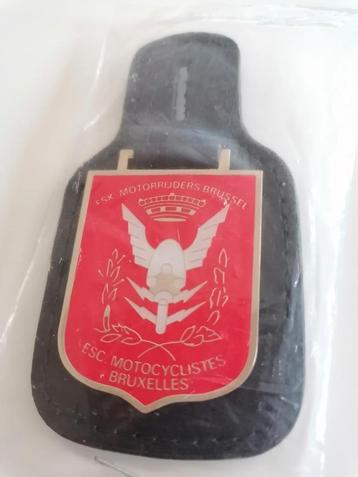 ESK. MOTORRIJDERS BRUSSEL
ESC. MOTOCYCLISTES
BRUXELLES